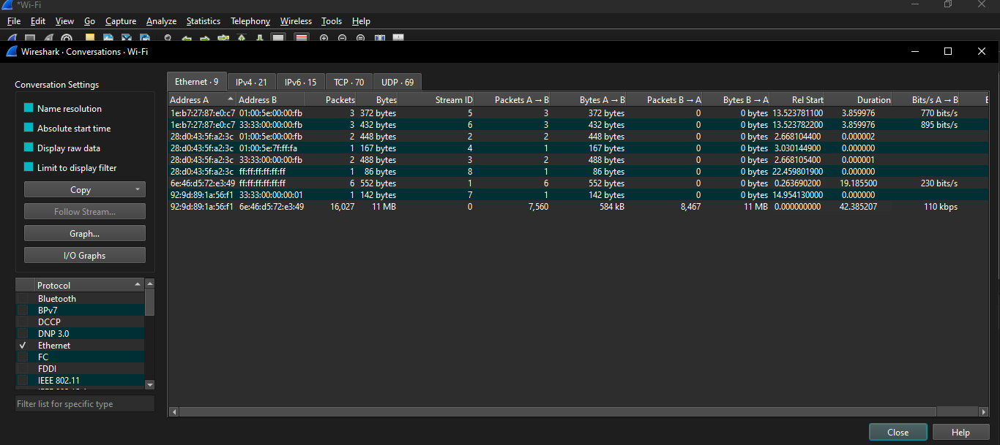 *Wi-Fi
File Edit View Go Capture Analyze Statistics Telephony Wireless Tools Help
Wireshark · Conversations · Wi-Fi
Conversation Settings
Name resolution
Absolute start time
Display raw data
Limit to display filter
Copy
Follow Stream...
Graph...
I/O Graphs
Protocol
Bluetooth
BPv7
DCCP
DNP 3.0
Ethernet
FC
FDDI
IEEE 802.11
Filter list for specific type
Ethernet · 9 IPv4 · 21 IPv6 · 15 TCP · 70 UDP · 69
Address A Address B Packets Bytes Stream ID Packets A → B Bytes A → B Packets B → A Bytes B → A Rel Start Duration Bits/s A → B
1e:b7:27:87:e0:c7 01:00:5e:00:00:fb 3 372 bytes 5 3 372 bytes 0 0 bytes 13.523781100 3.859976 770 bits/s
1e:b7:27:87:e0:c7 33:33:00:00:00:fb 3 432 bytes 6 3 432 bytes 0 0 bytes 13.523782200 3.859976 895 bits/s
28:d0:43:5f:a2:3c 01:00:5e:00:00:fb 2 448 bytes 2 2 448 bytes 0 0 bytes 2.668104400 0.000002
28:d0:43:5f:a2:3c 01:00:5e:7f:ff:fa 1 167 bytes 4 1 167 bytes 0 0 bytes 3.030144900 0.000000
28:d0:43:5f:a2:3c 33:33:00:00:00:fb 2 488 bytes 3 2 488 bytes 0 0 bytes 2.668105400 0.000001
28:d0:43:5f:a2:3c ff:ff:ff:ff:ff:ff 1 86 bytes 8 1 86 bytes 0 0 bytes 22.459801900 0.000000
6e:46:d5:72:e3:49 ff:ff:ff:ff:ff:ff 6 552 bytes 1 6 552 bytes 0 0 bytes 0.263690200 19.185500 230 bits/s
92:9d:89:1a:56:f1 33:33:00:00:00:01 1 142 bytes 7 1 142 bytes 0 0 bytes 14.954130000 0.000000
92:9d:89:1a:56:f1 6e:46:d5:72:e3:49 16,027 11 MB 0 7,560 584 kB 8,467 11 MB 0.000000000 42.385207 110 kbps
Close Help